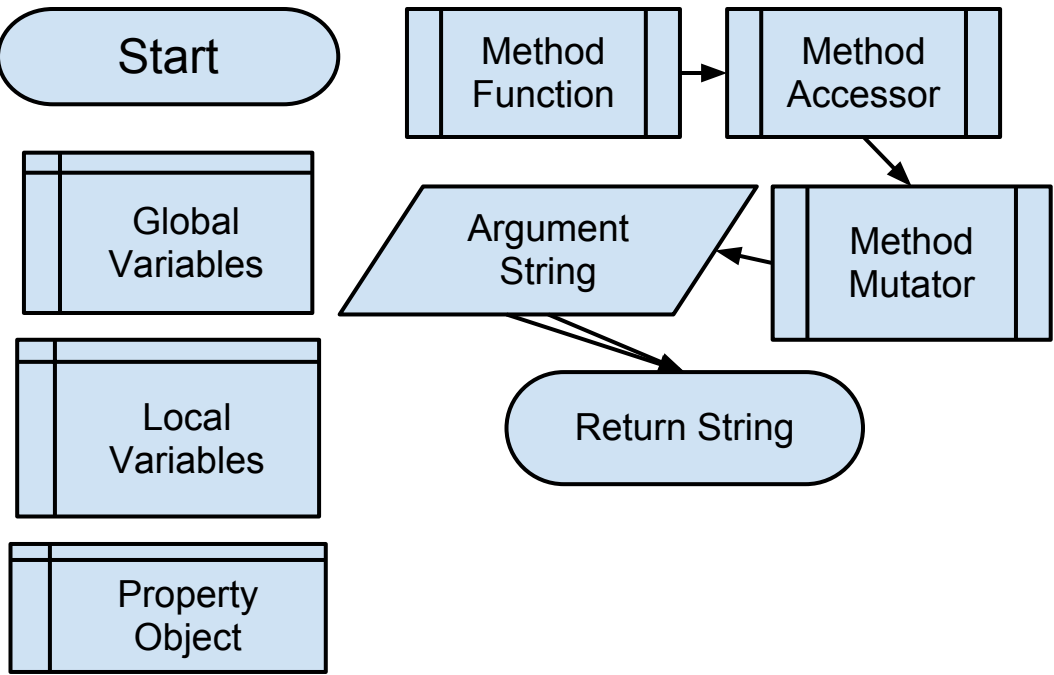 Start
Global
Variables
Local
Variables
Property
Object
Method
Function
Method
Accessor
Method
Mutator
Argument
String
Return String